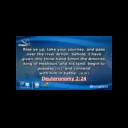 Rise ye up, take your journey, and pass
over the river Arnon: behold, I have
given into thine hand Sihon the Amorite,
king of Heshbon, and his land: begin to
possess [it], and contend
with him in battle. (KJV)
Deuteronomy 2:24